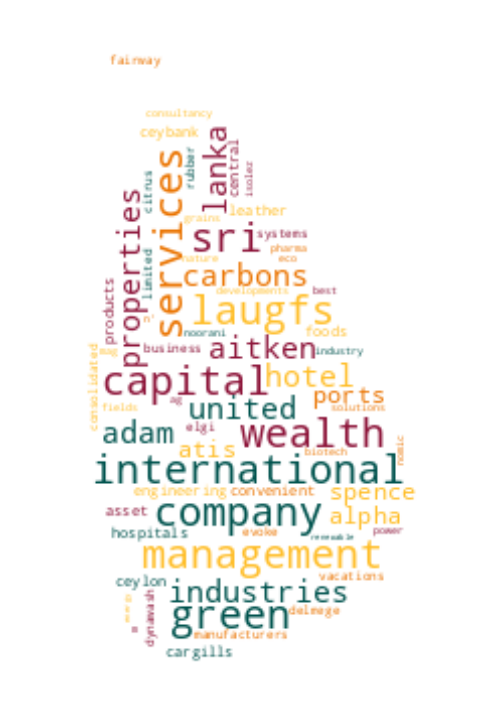 fairway
consultancy
ceybank
lanka
central
rubber
isolez
services
citrus
properties
leather
grains
sri
systems
pharma
nature
eco
carbons
limited
products
developments
best
laugfs
n'
noorani
foods
consolidated
mag
business
aitken
industry
capital
hotel
ports
ag
united
solutions
fields
elgi
adam
wealth
atis
biotech
international
engineering
convenient
spence
asset
company
alpha
hospitals
evoke
renewable
power
management
ceylon
vacations
industries
dynawash
green
delmege
manufacturers
cargills